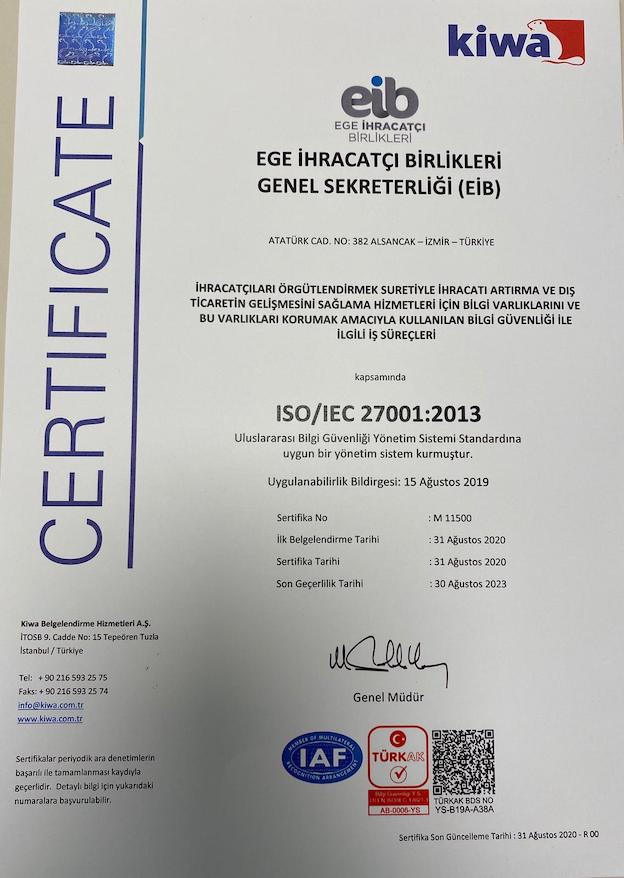 CERTIFICATE
kiwa
eib
EGE İHRACATÇI
BİRLİKLERİ
EGE İHRACATÇI BİRLİKLERİ
GENEL SEKRETERLİĞİ (EİB)
ATATÜRK CAD. NO: 382 ALSANCAK – İZMİR – TÜRKİYE
İHRACATÇILARI ÖRGÜTLENDİRMEK SURETİYLE İHRACATI ARTIRMA VE DIŞ
TİCARETİN GELİŞMESİNİ SAĞLAMA HİZMETLERİ İÇİN BİLGİ VARLIKLARINI VE
BU VARLIKLARI KORUMAK AMACIYLA KULLANILAN BİLGİ GÜVENLİĞİ İLE
İLGİLİ İŞ SÜREÇLERİ
kapsamında
ISO/IEC 27001:2013
Uluslararası Bilgi Güvenliği Yönetim Sistemi Standardına
uygun bir yönetim sistem kurmuştur.
Uygulanabilirlik Bildirgesi: 15 Ağustos 2019
Sertifika No : M 11500
İlk Belgelendirme Tarihi : 31 Ağustos 2020
Sertifika Tarihi : 31 Ağustos 2020
Son Geçerlilik Tarihi : 30 Ağustos 2023
Kiwa Belgelendirme Hizmetleri A.Ş.
İTOSB 9. Cadde No: 15 Tepeören Tuzla
İstanbul / Türkiye
Tel: + 90 216 593 25 75
Faks: + 90 216 593 25 74
info@kiwa.com.tr
www.kiwa.com.tr
Genel Müdür
Sertifikalar periyodik ara denetimlerin
başarılı ile tamamlanması kaydıyla
geçerlidir. Detaylı bilgi için yukarıdaki
numaralara başvurulabilir.
MEMBER OF MULTILATERAL
IAF
RECOGNITION ARRANGEMENT
TÜRKAK
Bilgi Güvenliği Y.S.
AB-0006-YS
TÜRKAK BDS NO
YS-B19A-A38A
Sertifika Son Güncelleme Tarihi : 31 Ağustos 2020 - R 00